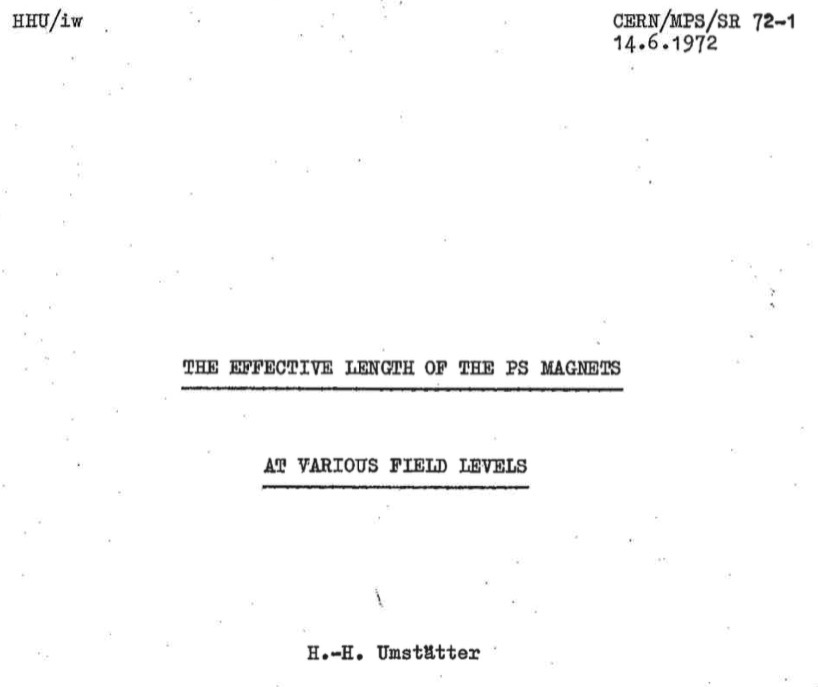 HHU/iw
CERN/MPS/SR 72-1
14.6.1972
THE EFFECTIVE LENGTH OF THE PS MAGNETS
AT VARIOUS FIELD LEVELS
H.-H. Umstätter